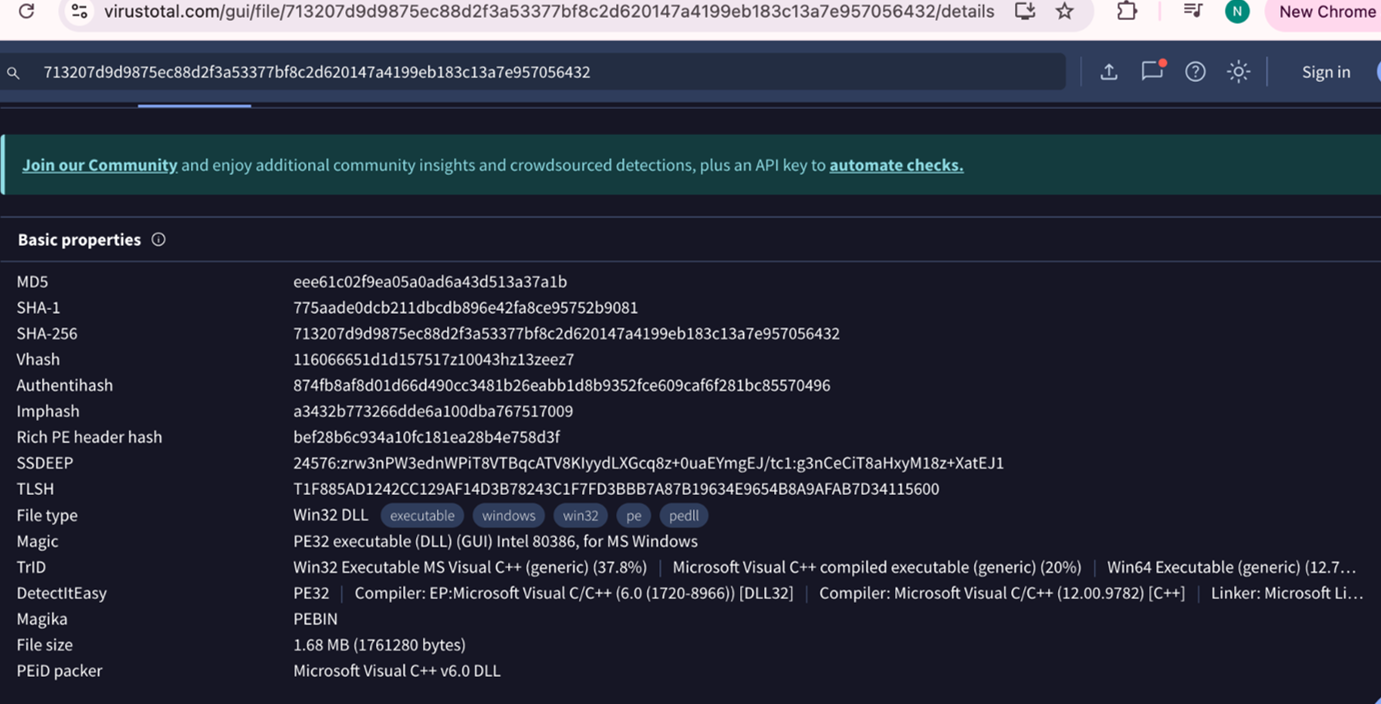 virustotal.com/gui/file/713207d9d9875ec88d2f3a53377bf8c2d620147a4199eb183c13a7e957056432/details N New Chrome
713207d9d9875ec88d2f3a53377bf8c2d620147a4199eb183c13a7e957056432 Sign in
Join our Community and enjoy additional community insights and crowdsourced detections, plus an API key to automate checks.
Basic properties
MD5 eee61c02f9ea05a0ad6a43d513a37a1b
SHA-1 775aade0dcb211dbcdb896e42fa8ce95752b9081
SHA-256 713207d9d9875ec88d2f3a53377bf8c2d620147a4199eb183c13a7e957056432
Vhash 116066651d1d157517z10043hz13zeez7
Authentihash 874fb8af8d01d66d490cc3481b26eabb1d8b9352fce609caf6f281bc85570496
Imphash a3432b773266dde6a100dba767517009
Rich PE header hash bef28b6c934a10fc181ea28b4e758d3f
SSDEEP 24576:zrw3nPW3ednWPiT8VTBqcATV8KIyydLXGcq8z+0uaEYmgEJ/tc1:g3nCeCiT8aHxyM18z+XatEJ1
TLSH T1F885AD1242CC129AF14D3B78243C1F7FD3BBB7A87B19634E9654B8A9AFAB7D34115600
File type Win32 DLL executable windows win32 pe pedll
Magic PE32 executable (DLL) (GUI) Intel 80386, for MS Windows
TrID Win32 Executable MS Visual C++ (generic) (37.8%) | Microsoft Visual C++ compiled executable (generic) (20%) | Win64 Executable (generic) (12.7…
DetectItEasy PE32 | Compiler: EP:Microsoft Visual C/C++ (6.0 (1720-8966)) [DLL32] | Compiler: Microsoft Visual C/C++ (12.00.9782) [C++] | Linker: Microsoft Li…
Magika PEBIN
File size 1.68 MB (1761280 bytes)
PEiD packer Microsoft Visual C++ v6.0 DLL